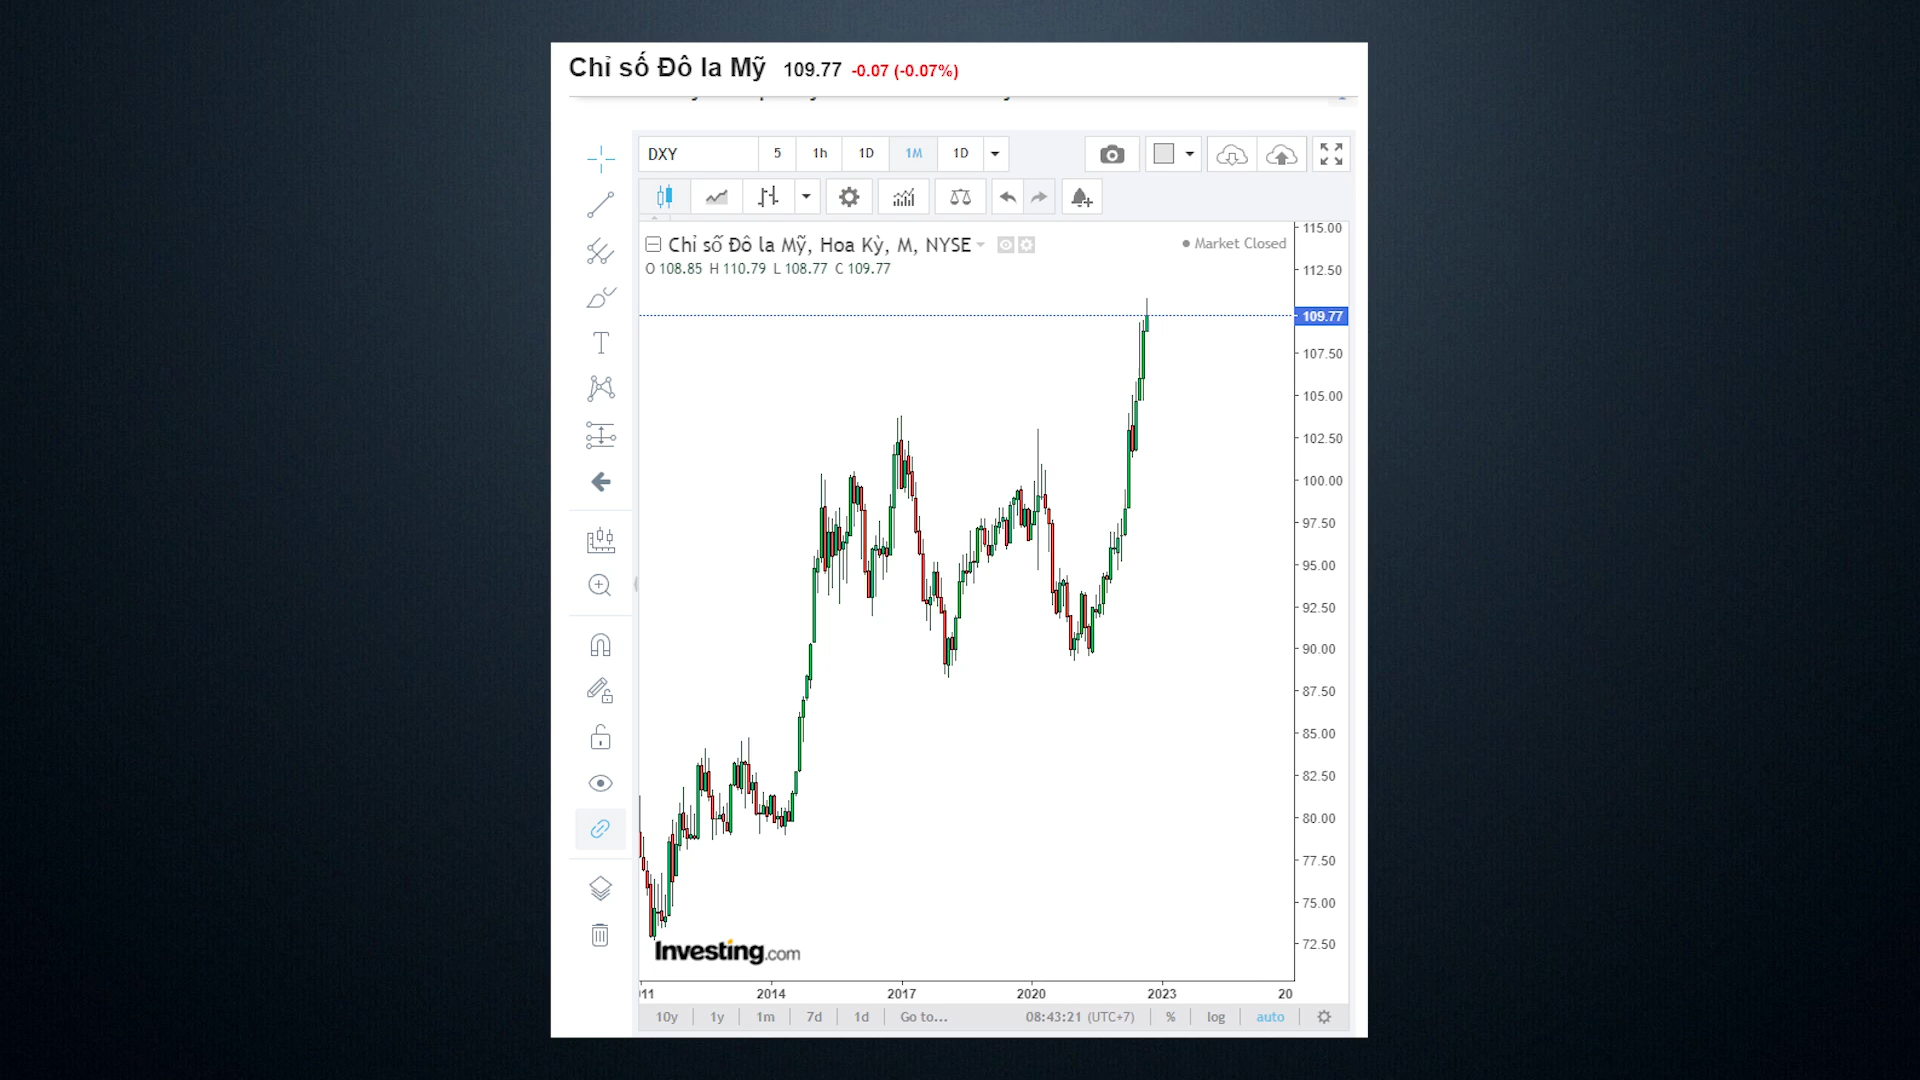 Chỉ số Đô la Mỹ 109.77 -0.07 (-0.07%)
DXY 5 1h 1D 1M 1D
Chỉ số Đô la Mỹ, Hoa Kỳ, M, NYSE
Market Closed
O 108.85 H 110.79 L 108.77 C 109.77
115.00
112.50
109.77
107.50
105.00
102.50
100.00
97.50
95.00
92.50
90.00
87.50
85.00
82.50
80.00
77.50
75.00
72.50
Investing.com
2014 2017 2020 2023
10y 1y 1m 7d 1d Go to... 08:43:21 (UTC+7) % log auto